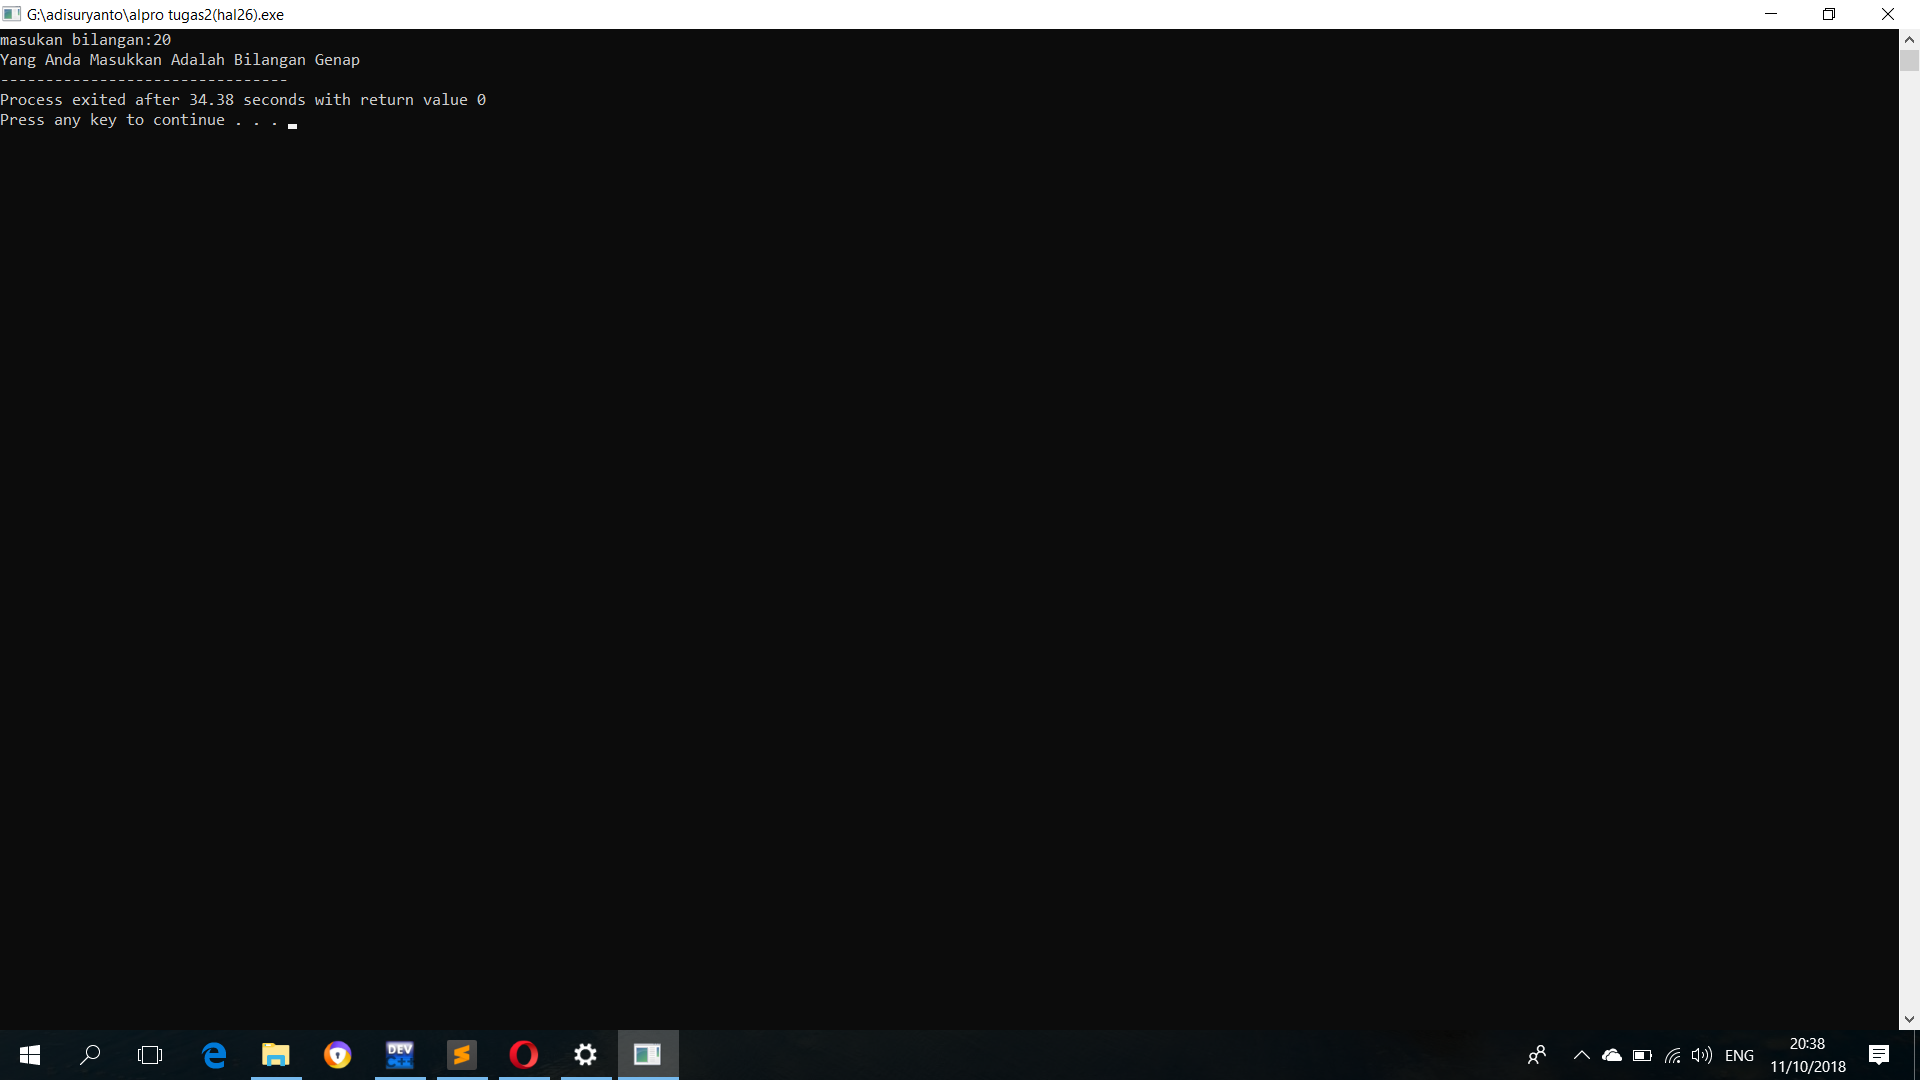 G:\adisuryanto\alpro tugas2(hal26).exe
masukan bilangan:20
Yang Anda Masukkan Adalah Bilangan Genap
--------------------------------
Process exited after 34.38 seconds with return value 0
Press any key to continue . . .
DEV
C++
ENG
20:38
11/10/2018